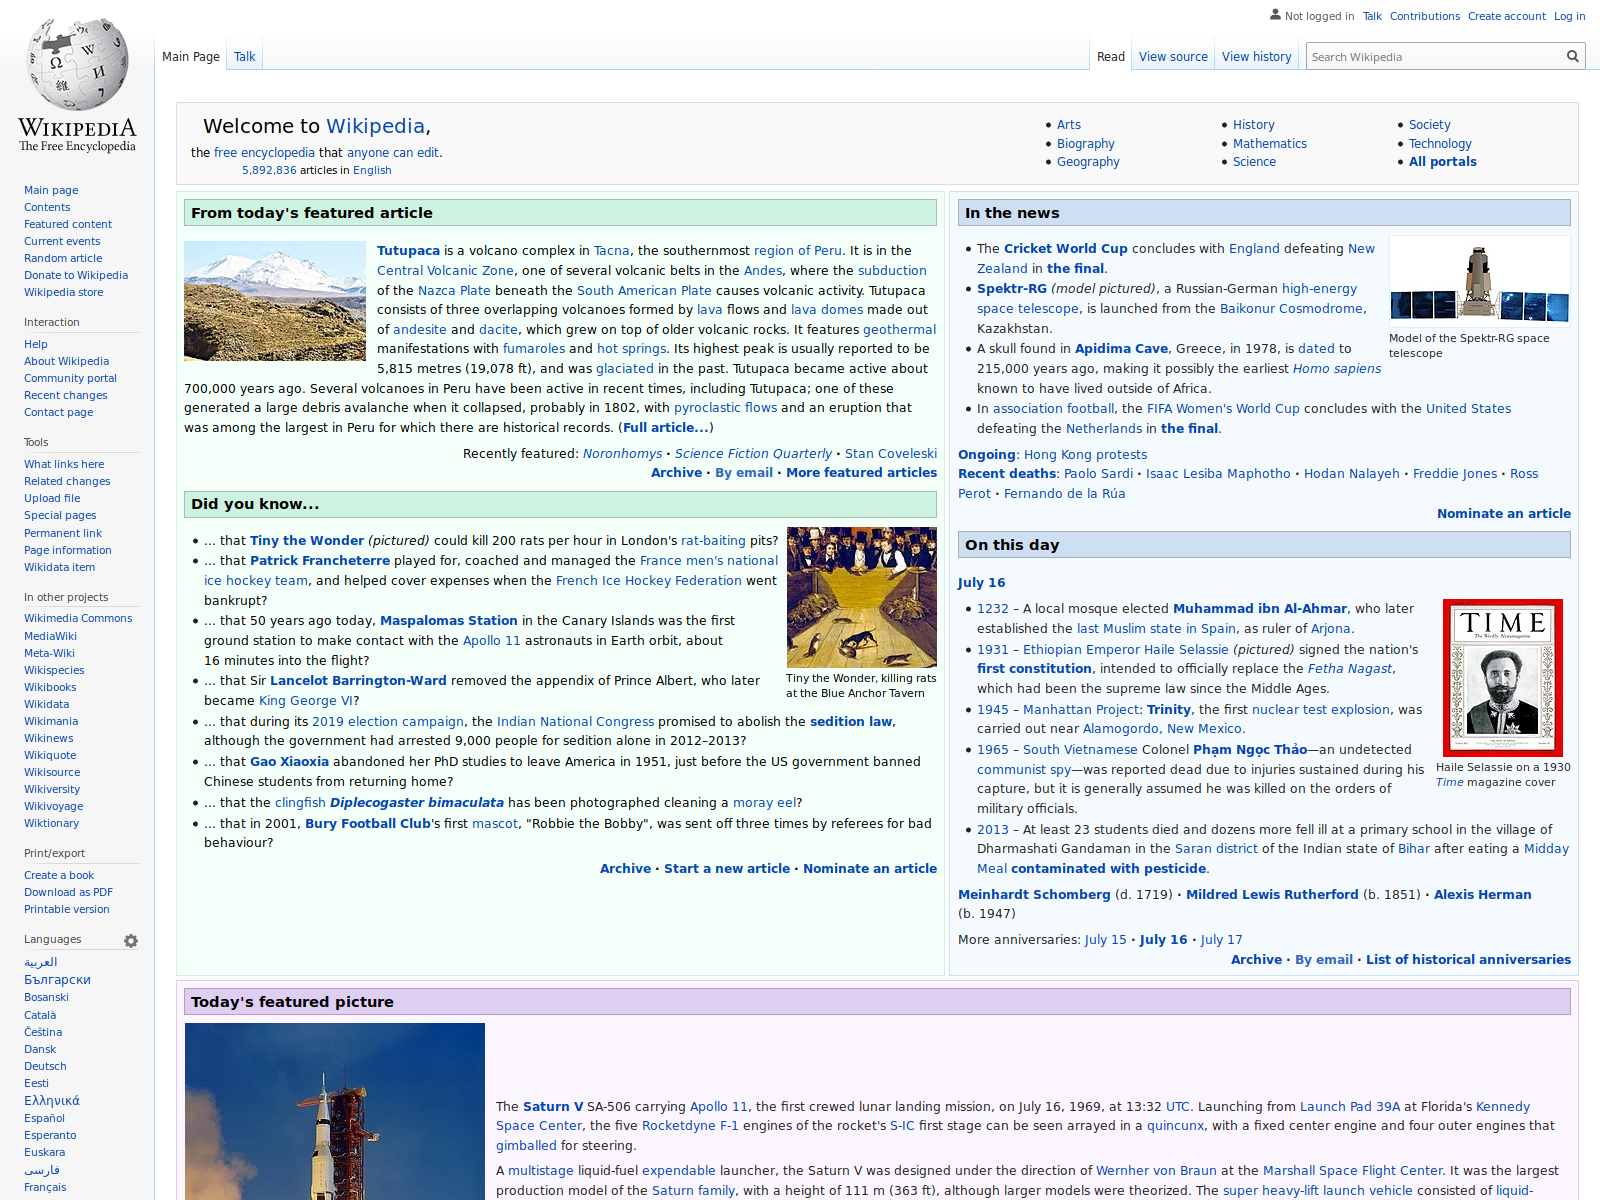 Not logged in Talk Contributions Create account Log in
Main Page Talk Read View source View history Search Wikipedia
WIKIPEDIA
The Free Encyclopedia
Main page
Contents
Featured content
Current events
Random article
Donate to Wikipedia
Wikipedia store
Interaction
Help
About Wikipedia
Community portal
Recent changes
Contact page
Tools
What links here
Related changes
Upload file
Special pages
Permanent link
Page information
Wikidata item
In other projects
Wikimedia Commons
MediaWiki
Meta-Wiki
Wikispecies
Wikibooks
Wikidata
Wikimania
Wikinews
Wikiquote
Wikisource
Wikiversity
Wikivoyage
Wiktionary
Print/export
Create a book
Download as PDF
Printable version
Languages
العربية
Български
Bosanski
Català
Čeština
Dansk
Deutsch
Eesti
Ελληνικά
Español
Esperanto
Euskara
فارسی
Français
Welcome to Wikipedia,
the free encyclopedia that anyone can edit.
5,892,836 articles in English
Arts
Biography
Geography
History
Mathematics
Science
Society
Technology
All portals
From today's featured article
Tutupaca is a volcano complex in Tacna, the southernmost region of Peru. It is in the
Central Volcanic Zone, one of several volcanic belts in the Andes, where the subduction
of the Nazca Plate beneath the South American Plate causes volcanic activity. Tutupaca
consists of three overlapping volcanoes formed by lava flows and lava domes made out
of andesite and dacite, which grew on top of older volcanic rocks. It features geothermal
manifestations with fumaroles and hot springs. Its highest peak is usually reported to be
5,815 metres (19,078 ft), and was glaciated in the past. Tutupaca became active about
700,000 years ago. Several volcanoes in Peru have been active in recent times, including Tutupaca; one of these
generated a large debris avalanche when it collapsed, probably in 1802, with pyroclastic flows and an eruption that
was among the largest in Peru for which there are historical records. (Full article...)
Recently featured: Noronhomys · Science Fiction Quarterly · Stan Coveleski
Archive · By email · More featured articles
Did you know...
... that Tiny the Wonder (pictured) could kill 200 rats per hour in London's rat-baiting pits?
... that Patrick Francheterre played for, coached and managed the France men's national
ice hockey team, and helped cover expenses when the French Ice Hockey Federation went
bankrupt?
... that 50 years ago today, Maspalomas Station in the Canary Islands was the first
ground station to make contact with the Apollo 11 astronauts in Earth orbit, about
16 minutes into the flight?
... that Sir Lancelot Barrington-Ward removed the appendix of Prince Albert, who later
became King George VI?
Tiny the Wonder, killing rats
at the Blue Anchor Tavern
... that during its 2019 election campaign, the Indian National Congress promised to abolish the sedition law,
although the government had arrested 9,000 people for sedition alone in 2012–2013?
... that Gao Xiaoxia abandoned her PhD studies to leave America in 1951, just before the US government banned
Chinese students from returning home?
... that the clingfish Diplecogaster bimaculata has been photographed cleaning a moray eel?
... that in 2001, Bury Football Club's first mascot, "Robbie the Bobby", was sent off three times by referees for bad
behaviour?
Archive · Start a new article · Nominate an article
In the news
The Cricket World Cup concludes with England defeating New
Zealand in the final.
Spektr-RG (model pictured), a Russian-German high-energy
space telescope, is launched from the Baikonur Cosmodrome,
Kazakhstan.
A skull found in Apidima Cave, Greece, in 1978, is dated to
215,000 years ago, making it possibly the earliest Homo sapiens
known to have lived outside of Africa.
Model of the Spektr-RG space
telescope
In association football, the FIFA Women's World Cup concludes with the United States
defeating the Netherlands in the final.
Ongoing: Hong Kong protests
Recent deaths: Paolo Sardi · Isaac Lesiba Maphotho · Hodan Nalayeh · Freddie Jones · Ross
Perot · Fernando de la Rúa
Nominate an article
On this day
July 16
1232 – A local mosque elected Muhammad ibn Al-Ahmar, who later
established the last Muslim state in Spain, as ruler of Arjona.
1931 – Ethiopian Emperor Haile Selassie (pictured) signed the nation's
first constitution, intended to officially replace the Fetha Nagast,
which had been the supreme law since the Middle Ages.
1945 – Manhattan Project: Trinity, the first nuclear test explosion, was
carried out near Alamogordo, New Mexico.
1965 – South Vietnamese Colonel Phạm Ngọc Thảo—an undetected
communist spy—was reported dead due to injuries sustained during his
capture, but it is generally assumed he was killed on the orders of
military officials.
TIME
The Weekly Newsmagazine
Haile Selassie on a 1930
Time magazine cover
2013 – At least 23 students died and dozens more fell ill at a primary school in the village of
Dharmashati Gandaman in the Saran district of the Indian state of Bihar after eating a Midday
Meal contaminated with pesticide.
Meinhardt Schomberg (d. 1719) · Mildred Lewis Rutherford (b. 1851) · Alexis Herman
(b. 1947)
More anniversaries: July 15 · July 16 · July 17
Archive · By email · List of historical anniversaries
Today's featured picture
The Saturn V SA-506 carrying Apollo 11, the first crewed lunar landing mission, on July 16, 1969, at 13:32 UTC. Launching from Launch Pad 39A at Florida's Kennedy
Space Center, the five Rocketdyne F-1 engines of the rocket's S-IC first stage can be seen arrayed in a quincunx, with a fixed center engine and four outer engines that
gimballed for steering.
A multistage liquid-fuel expendable launcher, the Saturn V was designed under the direction of Wernher von Braun at the Marshall Space Flight Center. It was the largest
production model of the Saturn family, with a height of 111 m (363 ft), although larger models were theorized. The super heavy-lift launch vehicle consisted of liquid-